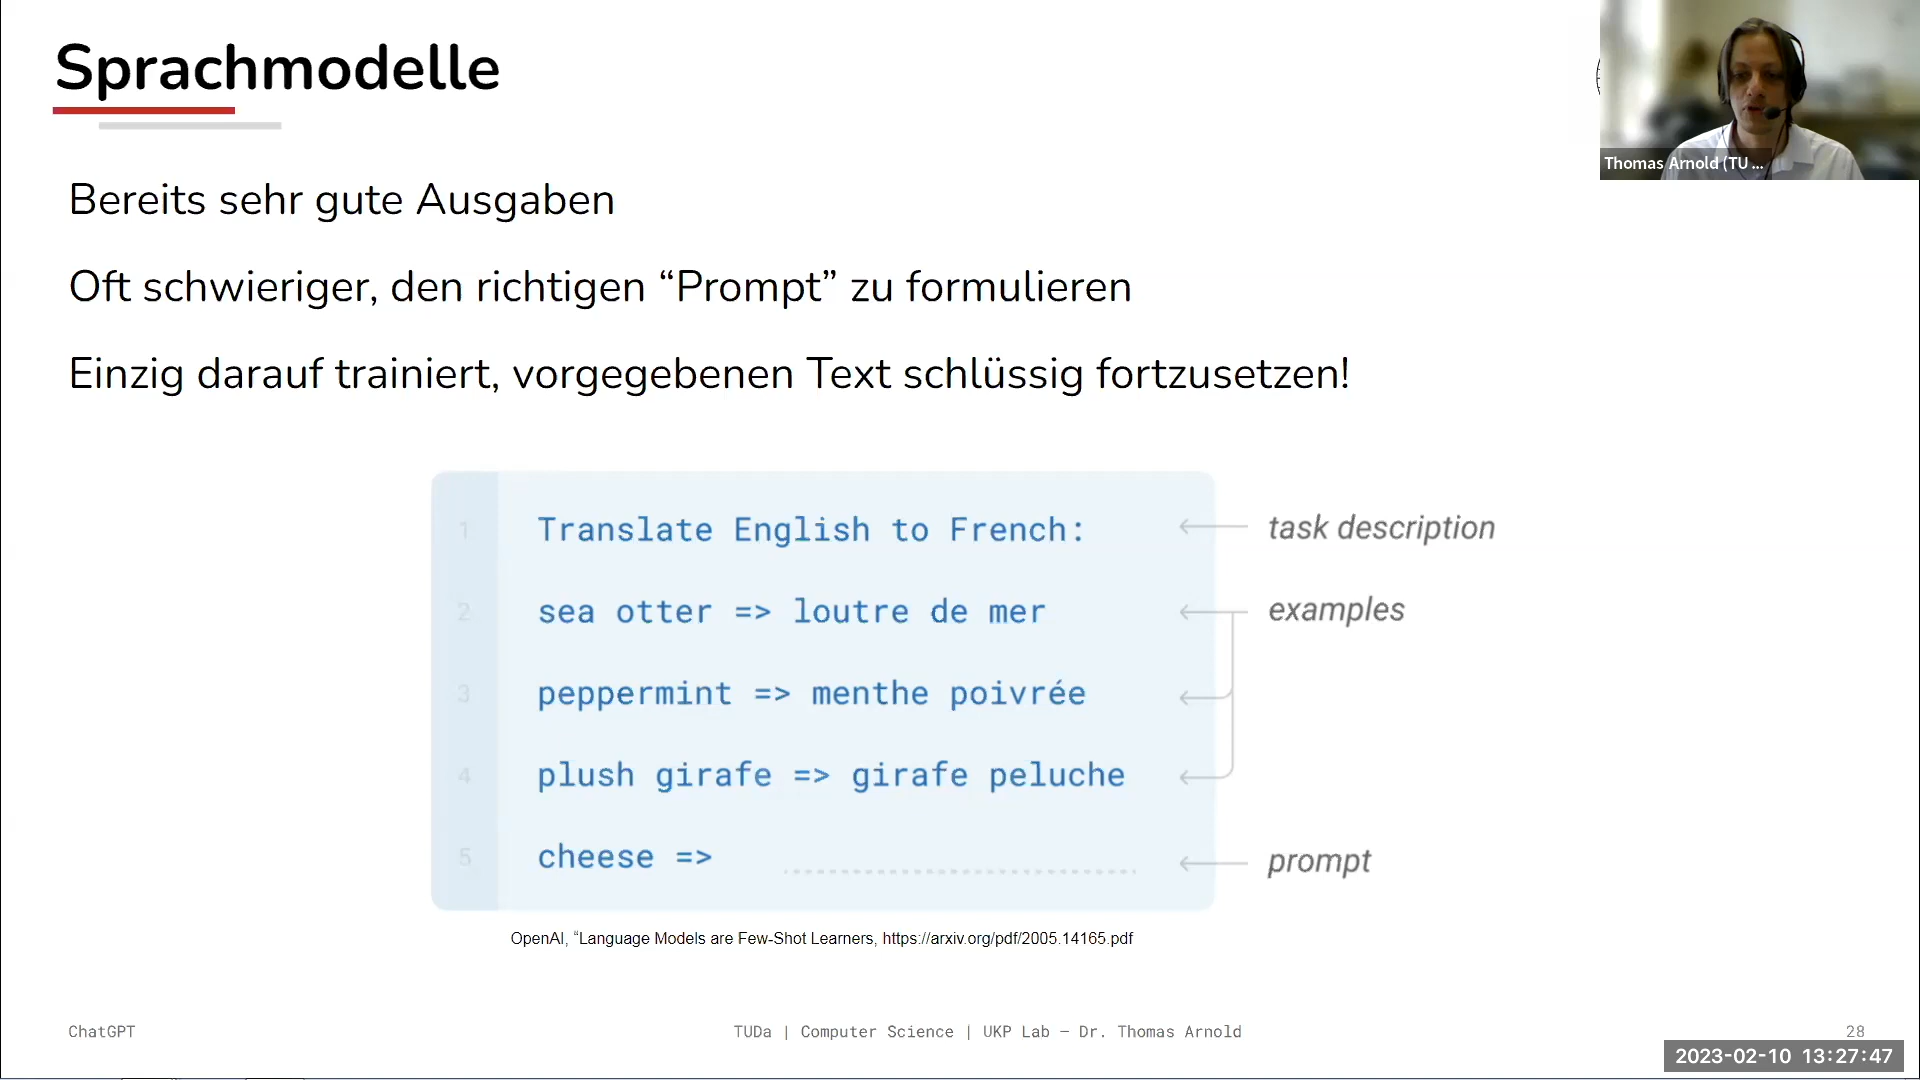 Sprachmodelle
Thomas Arnold (TU ...
Bereits sehr gute Ausgaben
Oft schwieriger, den richtigen “Prompt” zu formulieren
Einzig darauf trainiert, vorgegebenen Text schlüssig fortzusetzen!
1 Translate English to French: task description
2 sea otter => loutre de mer examples
3 peppermint => menthe poivrée
4 plush girafe => girafe peluche
5 cheese => prompt
OpenAI, “Language Models are Few-Shot Learners, https://arxiv.org/pdf/2005.14165.pdf
ChatGPT TUDa | Computer Science | UKP Lab – Dr. Thomas Arnold 28
2023-02-10 13:27:47